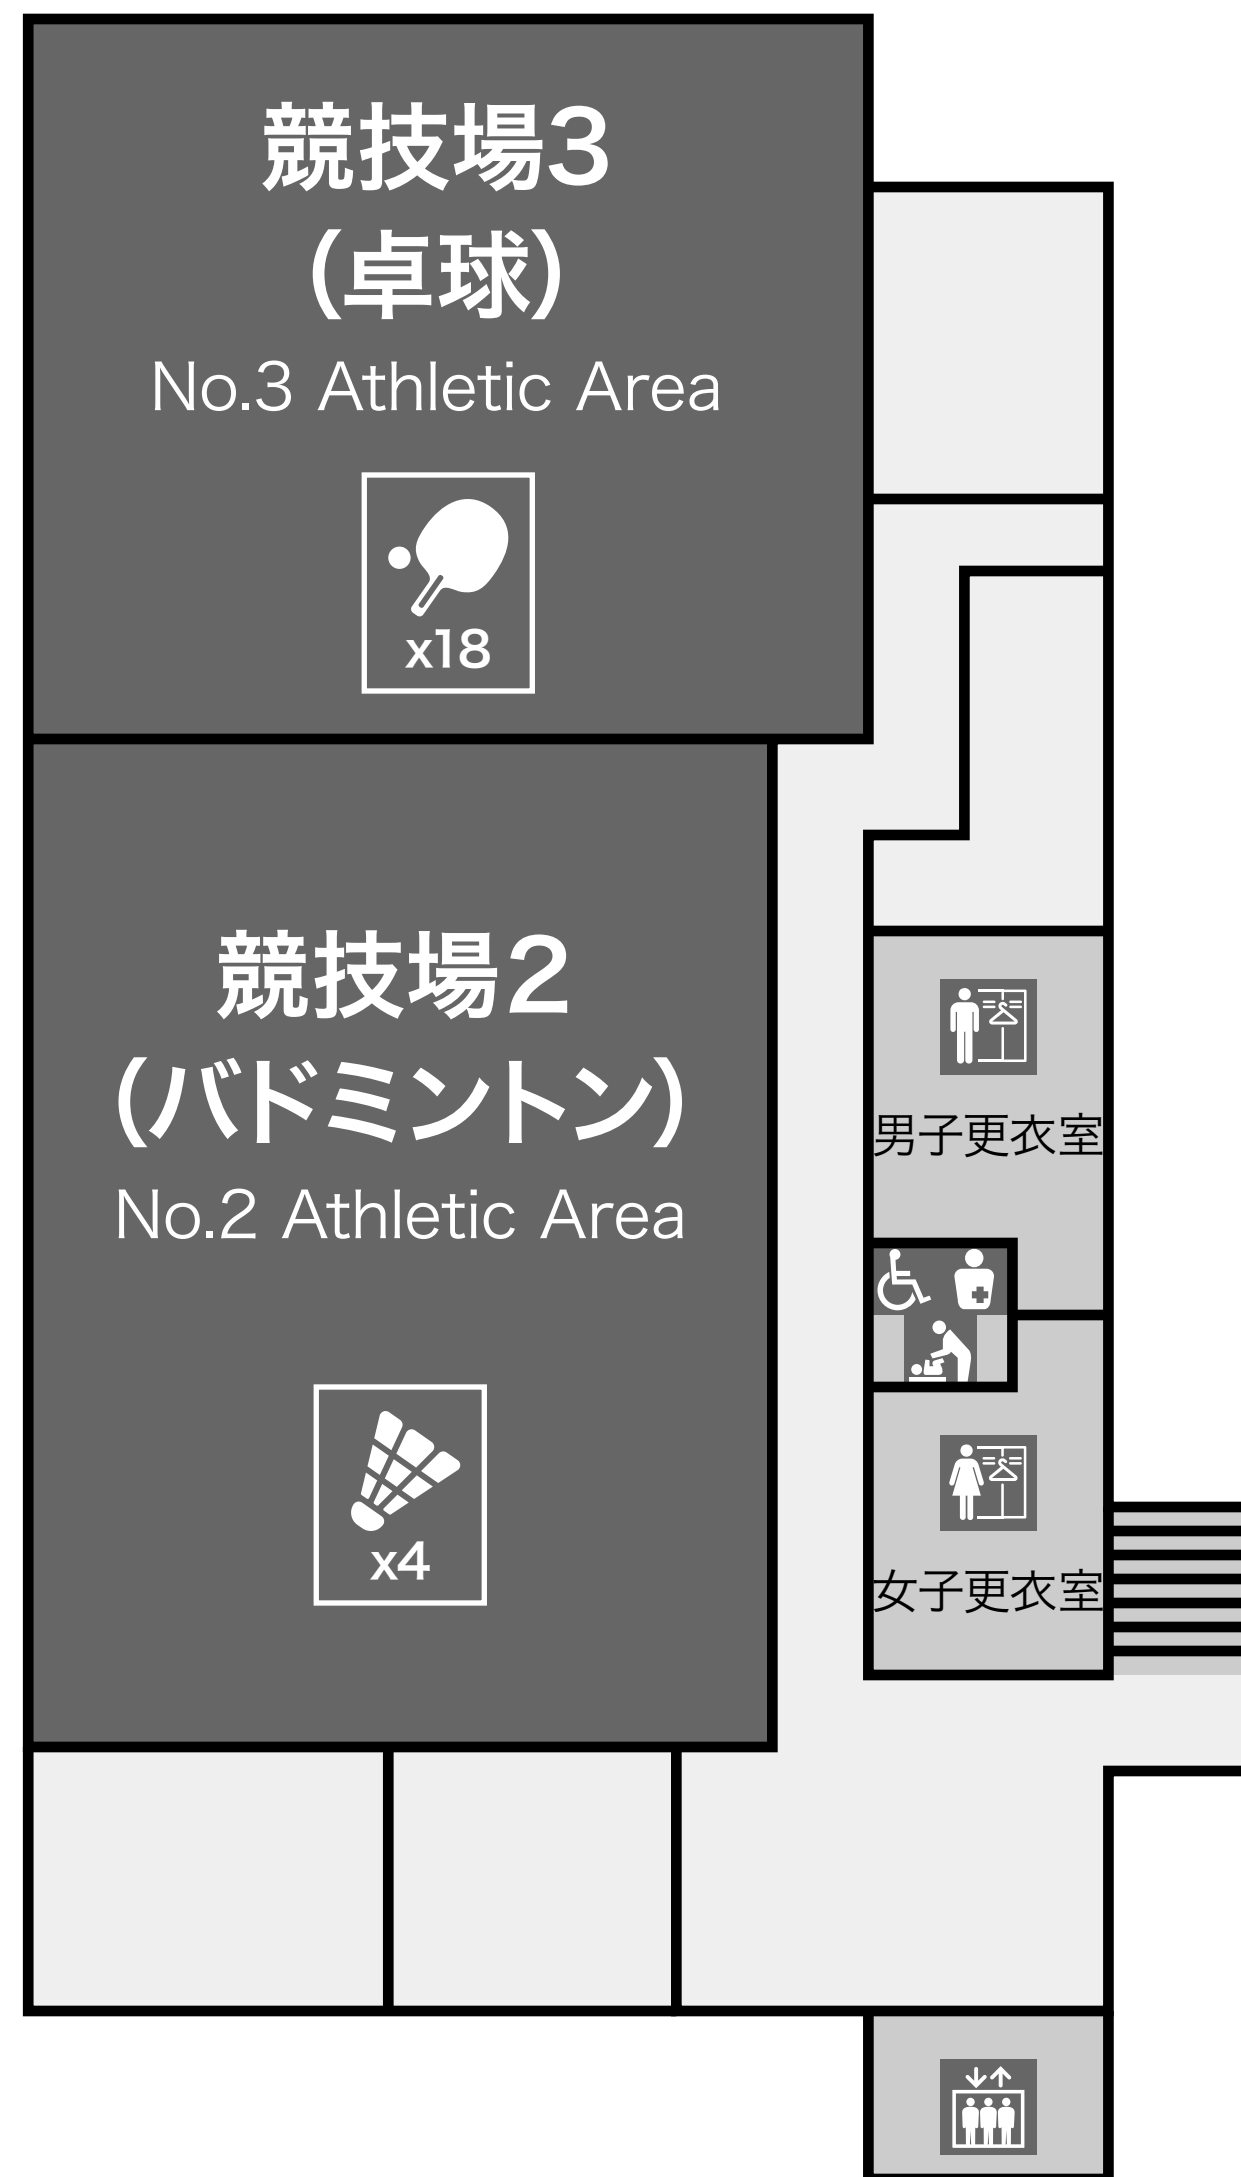 競技場3
(卓球)
No.3 Athletic Area
x18
競技場2
(バドミントン)
No.2 Athletic Area
x4
男子更衣室
女子更衣室